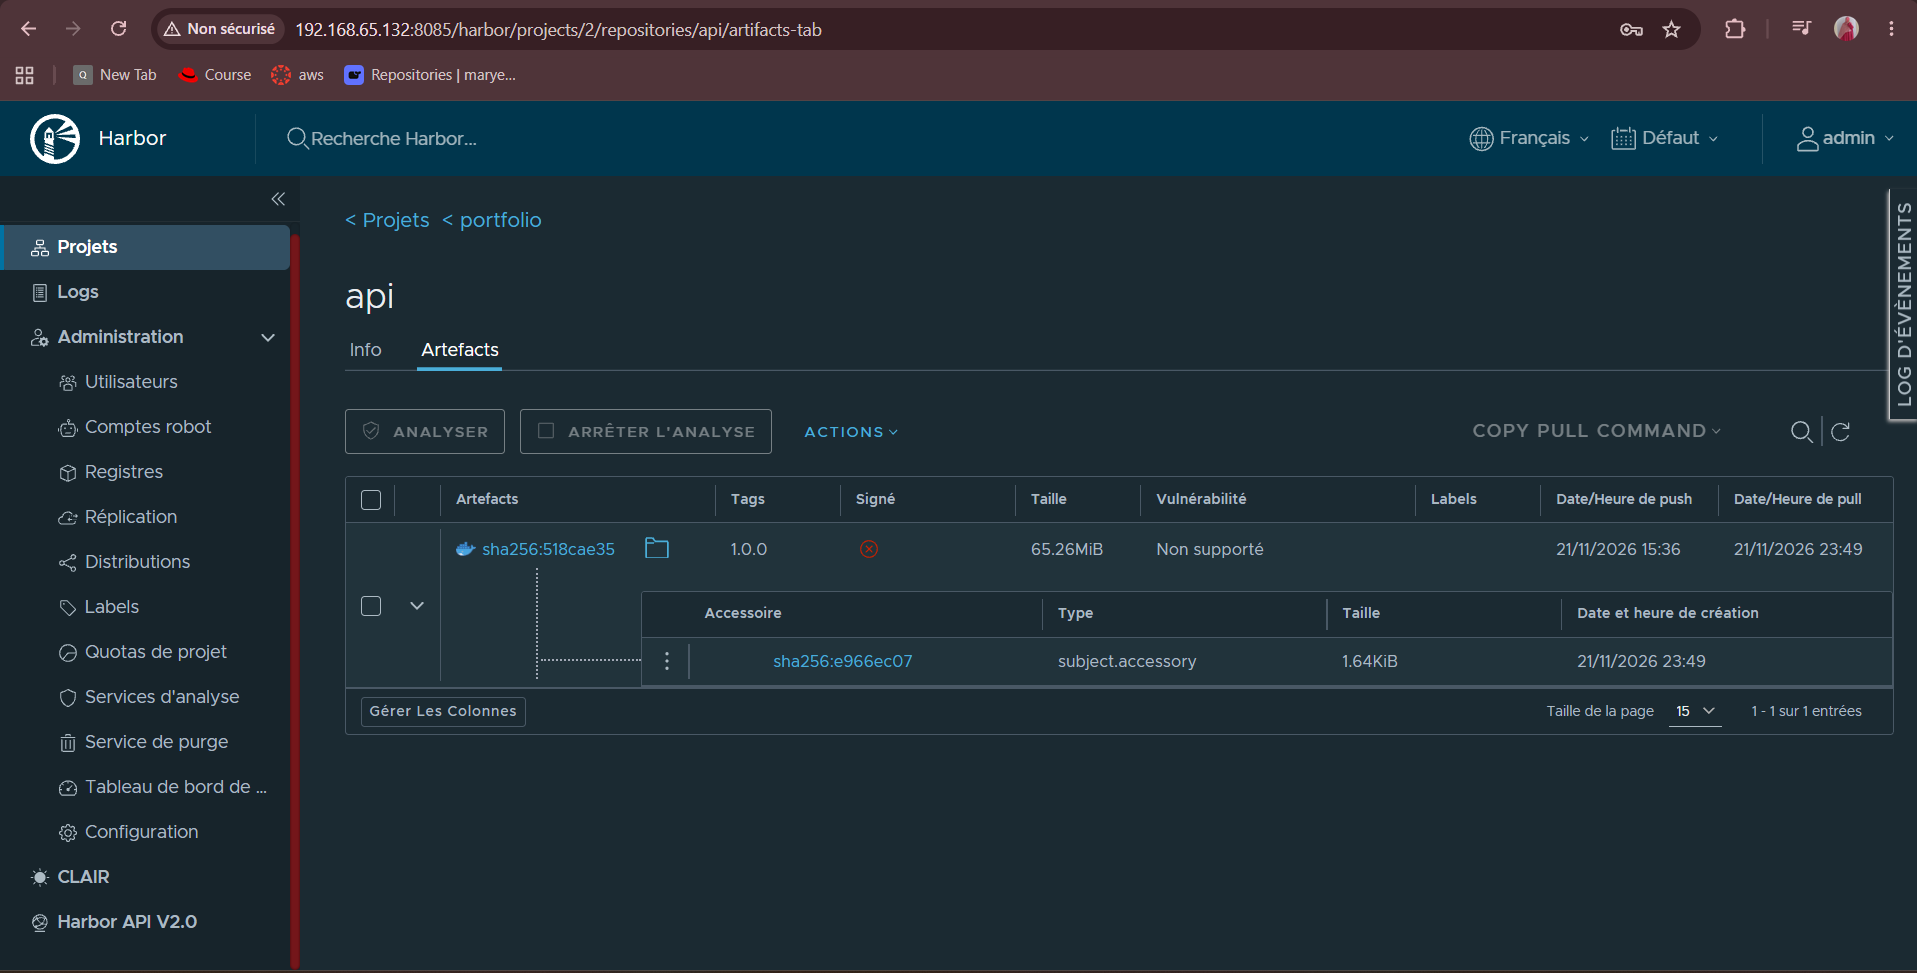 Non sécurisé 192.168.65.132:8085/harbor/projects/2/repositories/api/artifacts-tab
New Tab Course aws Repositories | marye...
Harbor Recherche Harbor... Français Défaut admin
LOG D'ÉVÈNEMENTS
Projets
Logs
Administration
Utilisateurs
Comptes robot
Registres
Réplication
Distributions
Labels
Quotas de projet
Services d'analyse
Service de purge
Tableau de bord de ...
Configuration
CLAIR
Harbor API V2.0
< Projets < portfolio
api
Info Artefacts
ANALYSER ARRÊTER L'ANALYSE ACTIONS COPY PULL COMMAND
Artefacts Tags Signé Taille Vulnérabilité Labels Date/Heure de push Date/Heure de pull
sha256:518cae35 1.0.0 65.26MiB Non supporté 21/11/2026 15:36 21/11/2026 23:49
Accessoire Type Taille Date et heure de création
sha256:e966ec07 subject.accessory 1.64KiB 21/11/2026 23:49
Gérer Les Colonnes Taille de la page 15 1 - 1 sur 1 entrées